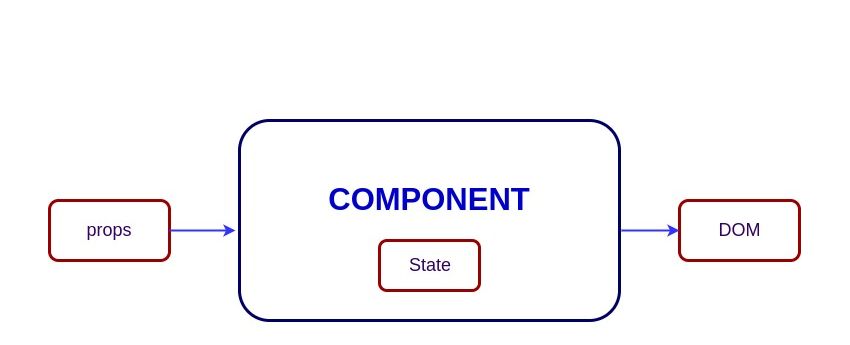 COMPONENT
props
State
DOM